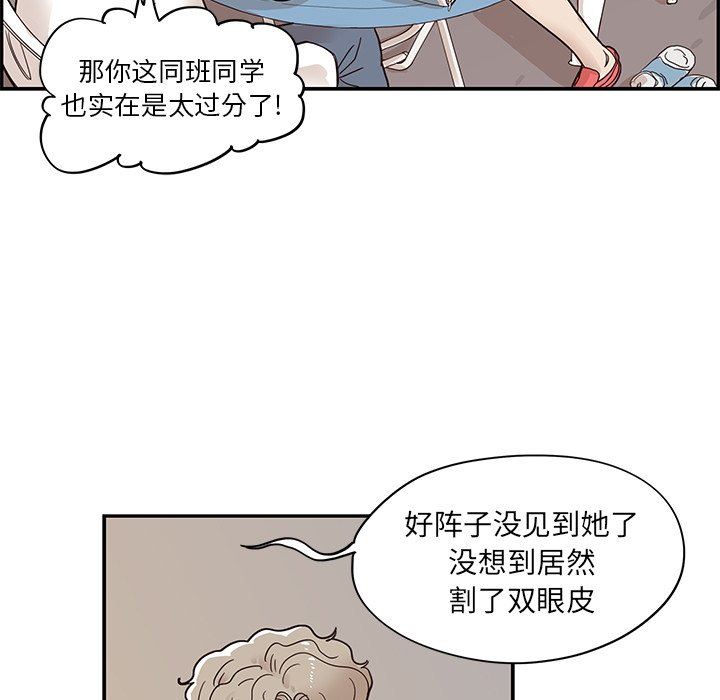 那你这同班同学
也实在是太过分了!
好阵子没见到她了
没想到居然
割了双眼皮